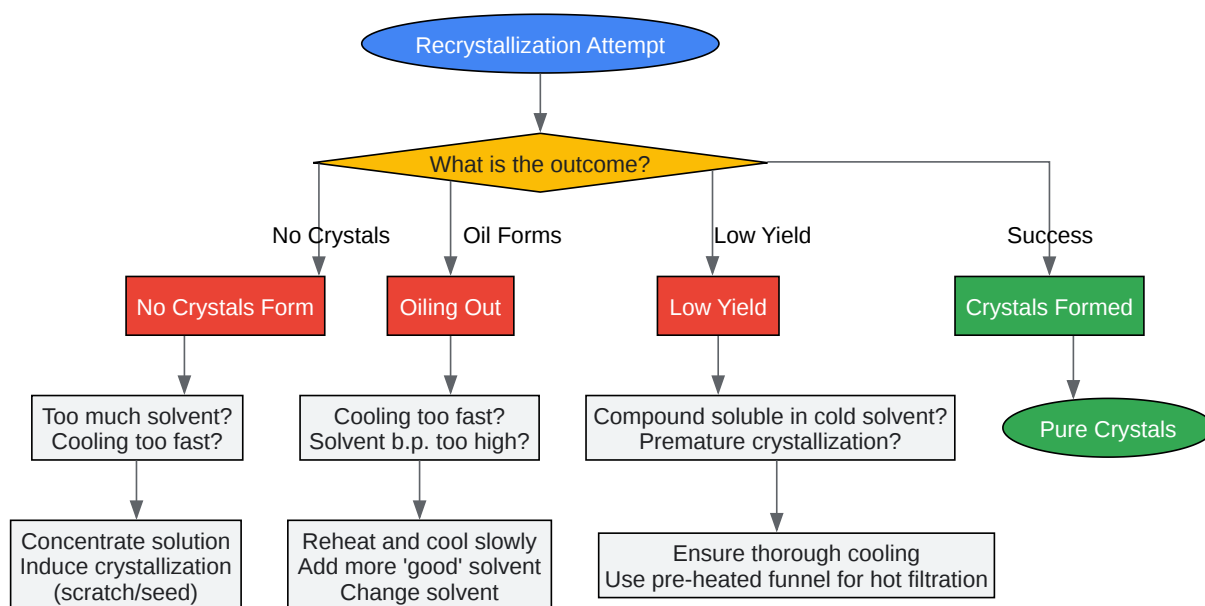 Recrystallization Attempt
What is the outcome?
No Crystals
Oil Forms
Low Yield
Success
No Crystals Form
Oiling Out
Low Yield
Crystals Formed
Too much solvent?
Cooling too fast?
Cooling too fast?
Solvent b.p. too high?
Compound soluble in cold solvent?
Premature crystallization?
Pure Crystals
Concentrate solution
Induce crystallization
(scratch/seed)
Reheat and cool slowly
Add more 'good' solvent
Change solvent
Ensure thorough cooling
Use pre-heated funnel for hot filtration